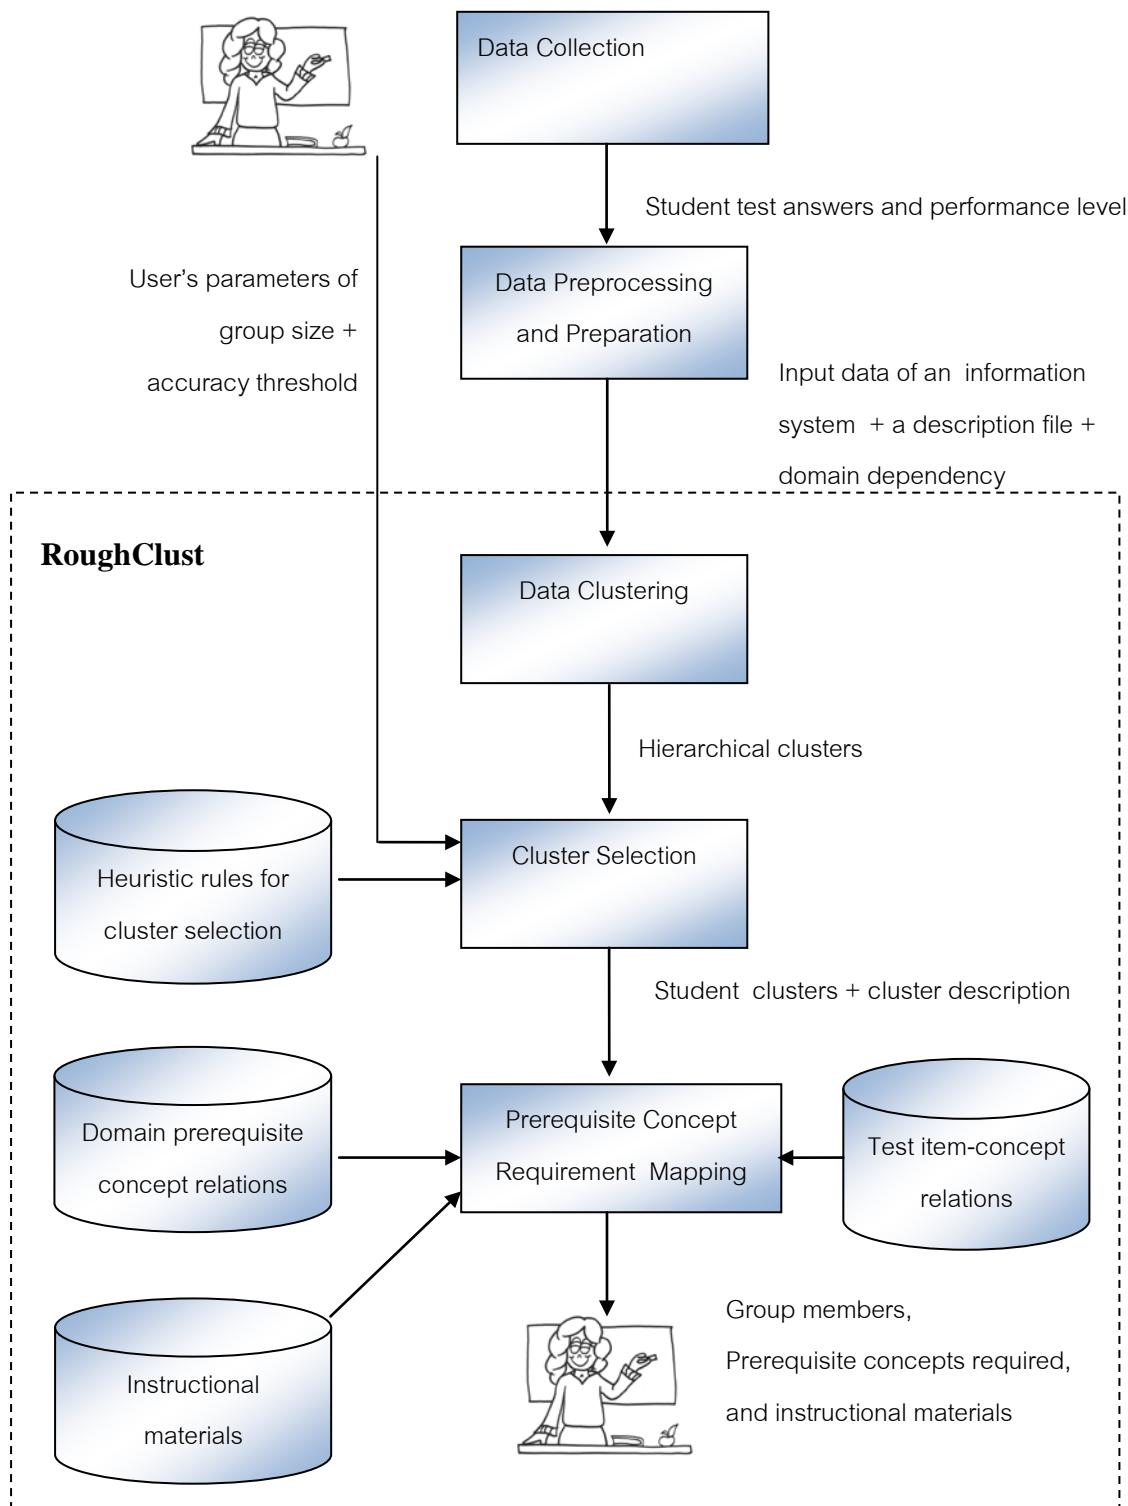 Data Collection
Student test answers and performance level
User’s parameters of
group size +
accuracy threshold
Data Preprocessing
and Preparation
Input data of an information
system + a description file +
domain dependency
RoughClust
Data Clustering
Hierarchical clusters
Heuristic rules for
cluster selection
Cluster Selection
Student clusters + cluster description
Domain prerequisite
concept relations
Prerequisite Concept
Requirement Mapping
Test item-concept
relations
Instructional
materials
Group members,
Prerequisite concepts required,
and instructional materials